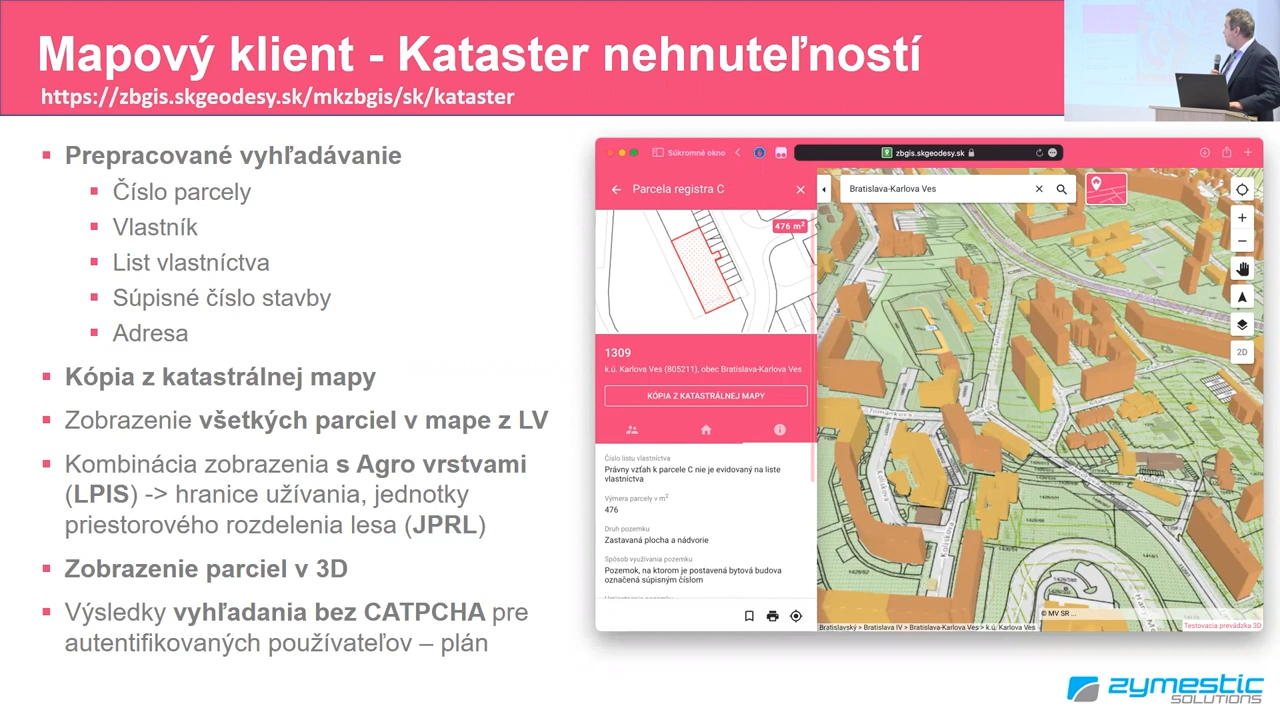 Mapový klient - Kataster nehnuteľností
https://zbgis.skgeodesy.sk/mkzbgis/sk/kataster
Prepracované vyhľadávanie
Číslo parcely
Vlastník
List vlastníctva
Súpisné číslo stavby
Adresa
Kópia z katastrálnej mapy
Zobrazenie všetkých parciel v mape z LV
Kombinácia zobrazenia s Agro vrstvami
(LPIS) -> hranice užívania, jednotky
priestorového rozdelenia lesa (JPRL)
Zobrazenie parciel v 3D
Výsledky vyhľadania bez CATPCHA pre
autentifikovaných používateľov – plán
Súkromné okno
zbgis.skgeodesy.sk
Parcela registra C
476 m²
1309
k.ú. Karlova Ves (805211), obec Bratislava-Karlova Ves
KÓPIA Z KATASTRÁLNEJ MAPY
Číslo listu vlastníctva
Právny vzťah k parcele C nie je evidovaný na liste
vlastníctva
Výmera parcely v m²
476
Druh pozemku
Zastavaná plocha a nádvorie
Spôsob využívania pozemku
Pozemok, na ktorom je postavená bytová budova
označená súpisným číslom
Bratislava-Karlova Ves
2D
© MV SR ...
Bratislavský > Bratislava IV > Bratislava-Karlova Ves > k.ú. Karlova Ves
Testovacia prevádzka 3D
zymestic
SOLUTIONS